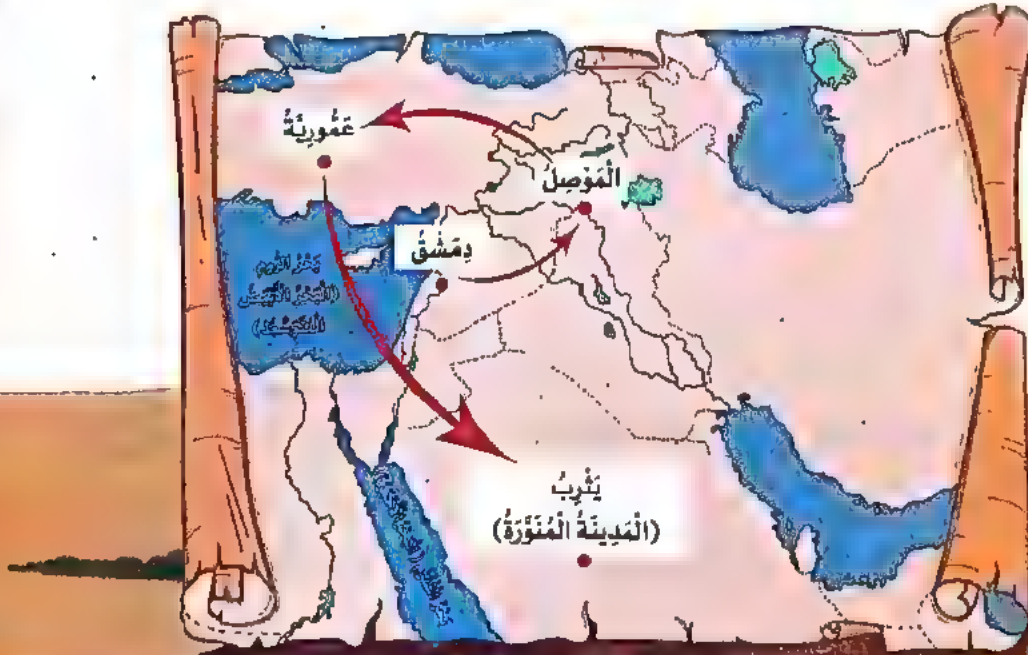 عَمُّورِيَّةُ
الْمَوْصِلُ
دِمَشْقُ
بَحْرُ الرُّومِ
(الْبَحْرُ الْأَبْيَضُ
الْمُتَوَسِّطُ)
يَثْرِبُ
(الْمَدِينَةُ الْمُنَوَّرَةُ)